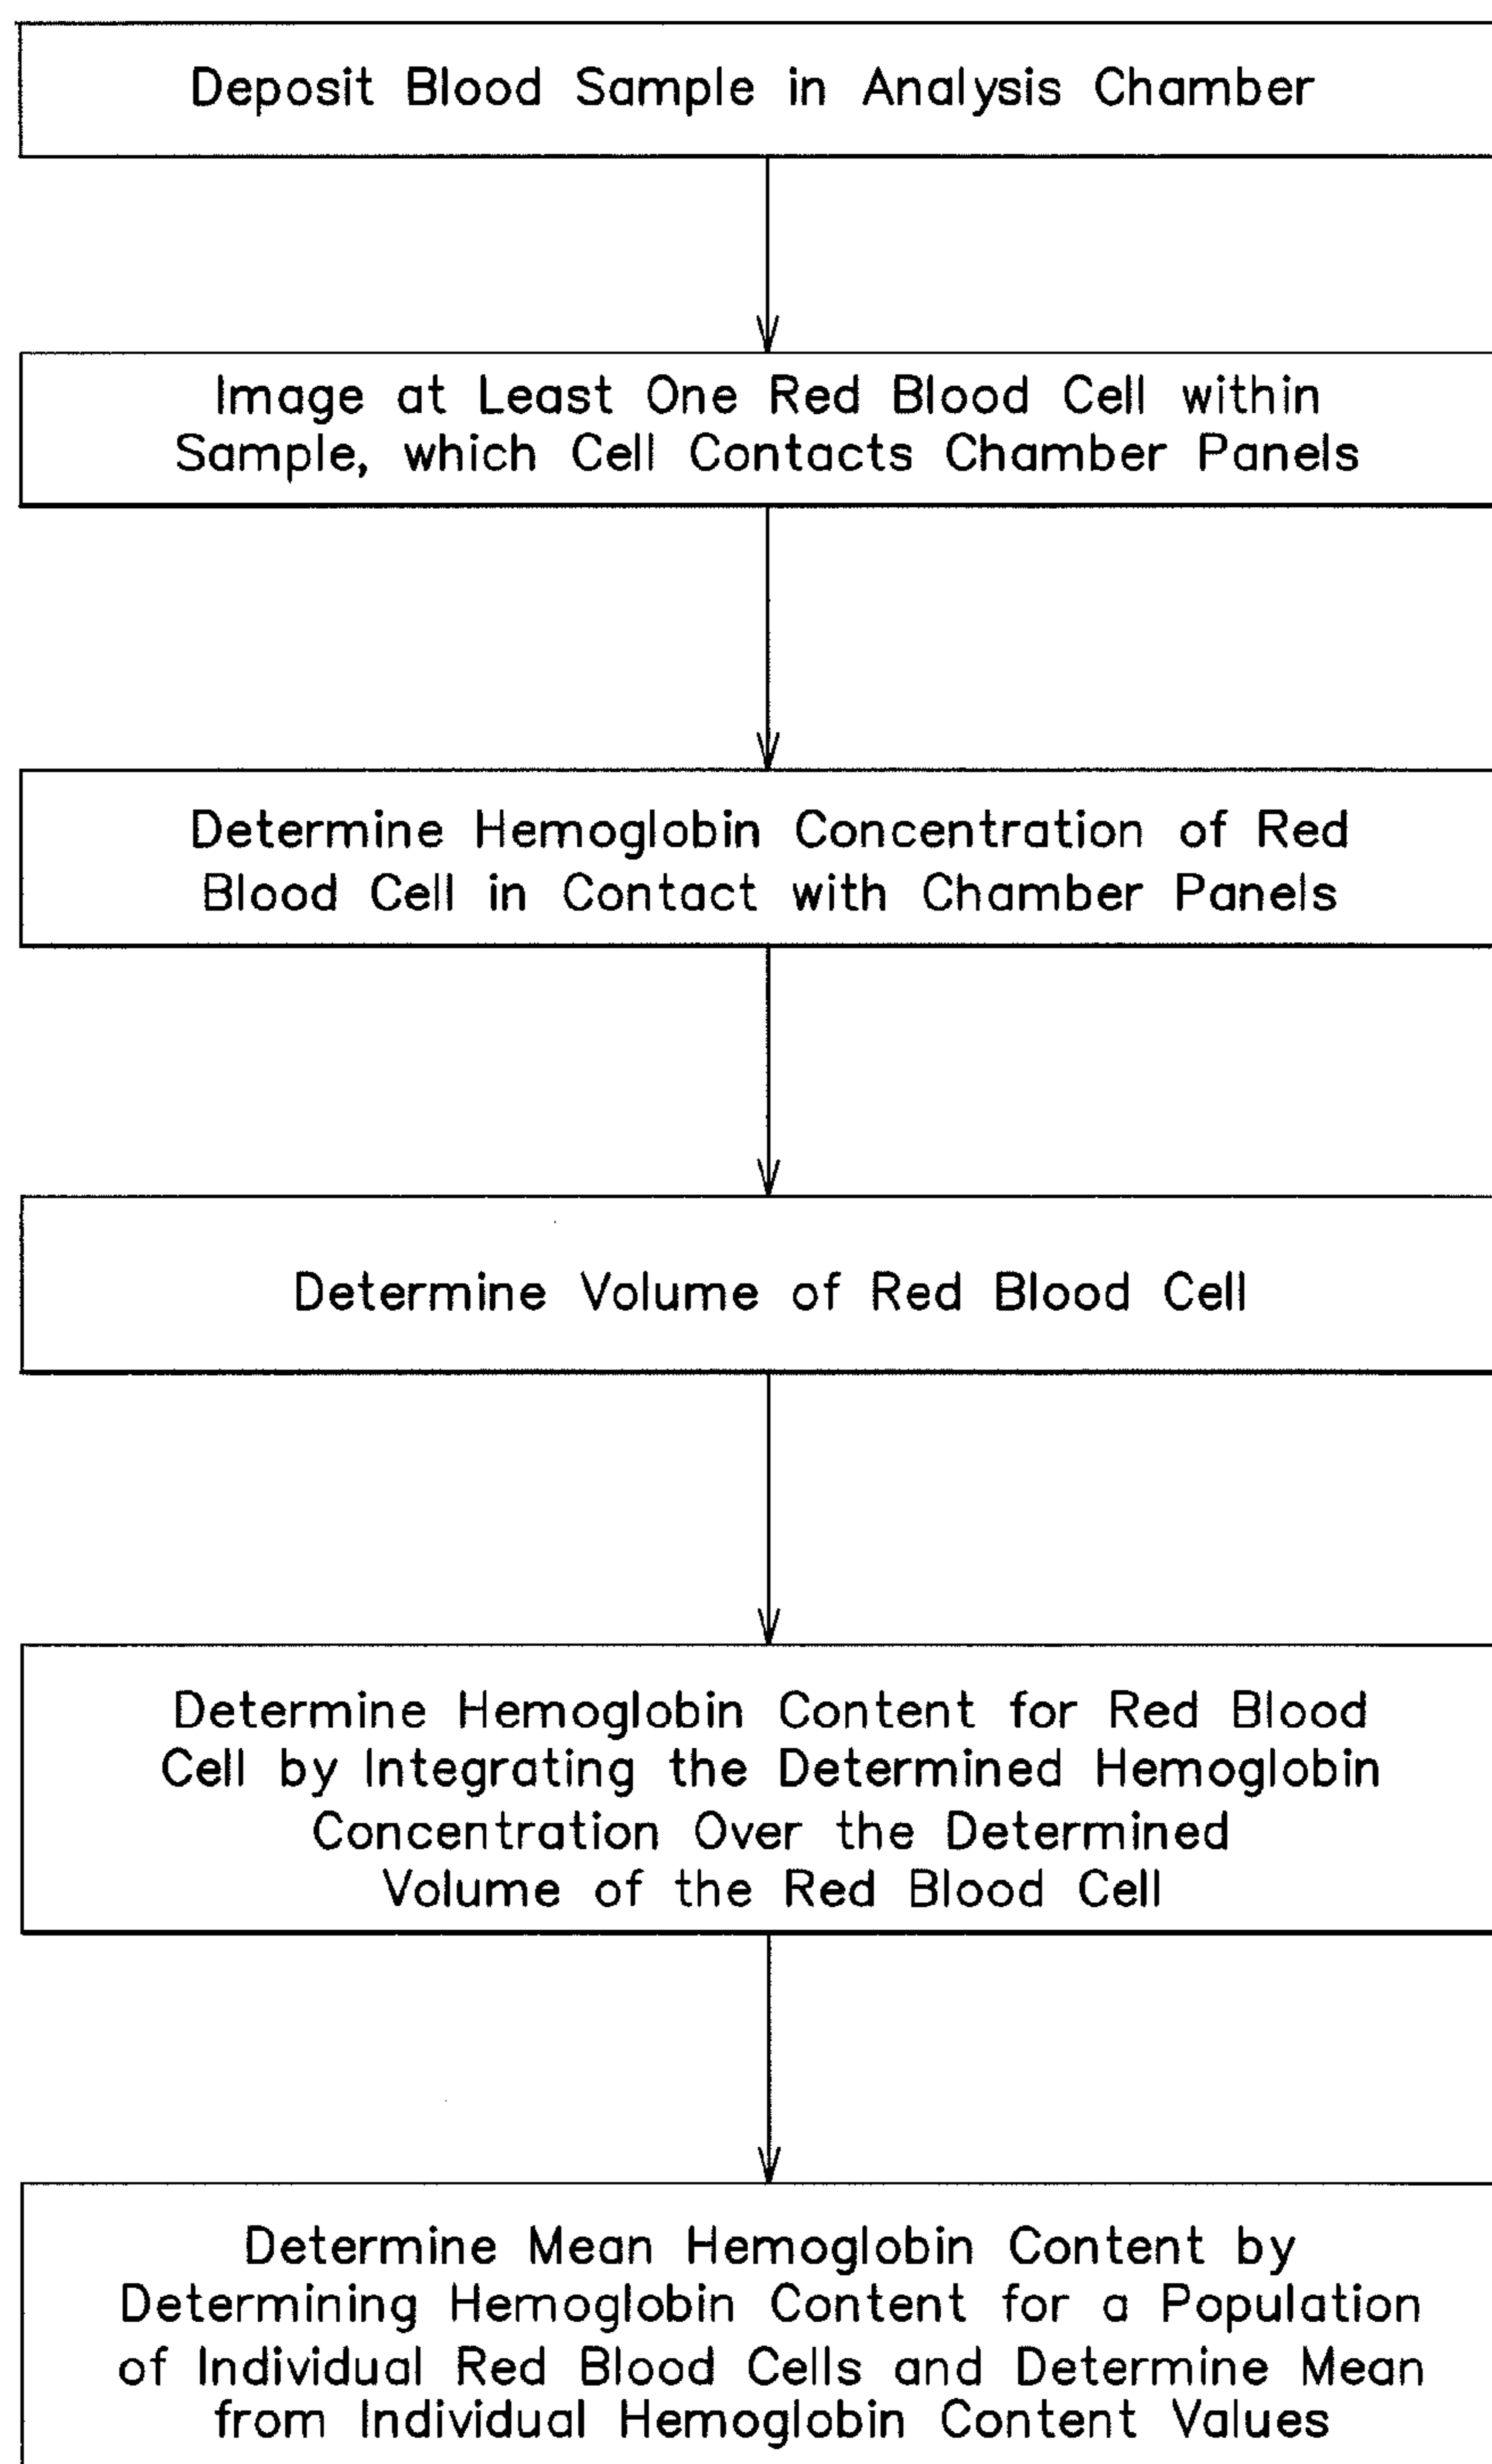 Deposit Blood Sample in Analysis Chamber
Image at Least One Red Blood Cell within
Sample, which Cell Contacts Chamber Panels
Determine Hemoglobin Concentration of Red
Blood Cell in Contact with Chamber Panels
Determine Volume of Red Blood Cell
Determine Hemoglobin Content for Red Blood
Cell by Integrating the Determined Hemoglobin
Concentration Over the Determined
Volume of the Red Blood Cell
Determine Mean Hemoglobin Content by
Determining Hemoglobin Content for a Population
of Individual Red Blood Cells and Determine Mean
from Individual Hemoglobin Content Values